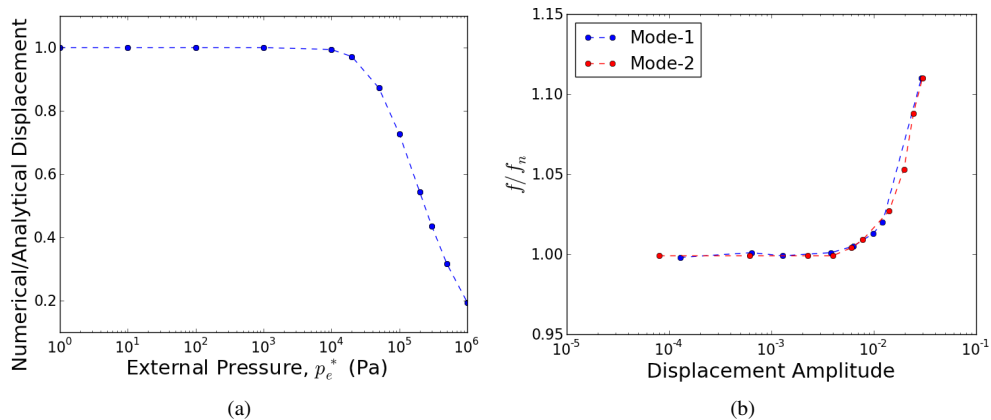 Numerical/Analytical Displacement
1.0
0.8
0.6
0.4
0.2
10^0
10^1
10^2
10^3
10^4
10^5
10^6
External Pressure, p_e^* (Pa)
(a)
f/f_n
1.15
1.10
1.05
1.00
0.95
Mode-1
Mode-2
10^-5
10^-4
10^-3
10^-2
10^-1
Displacement Amplitude
(b)